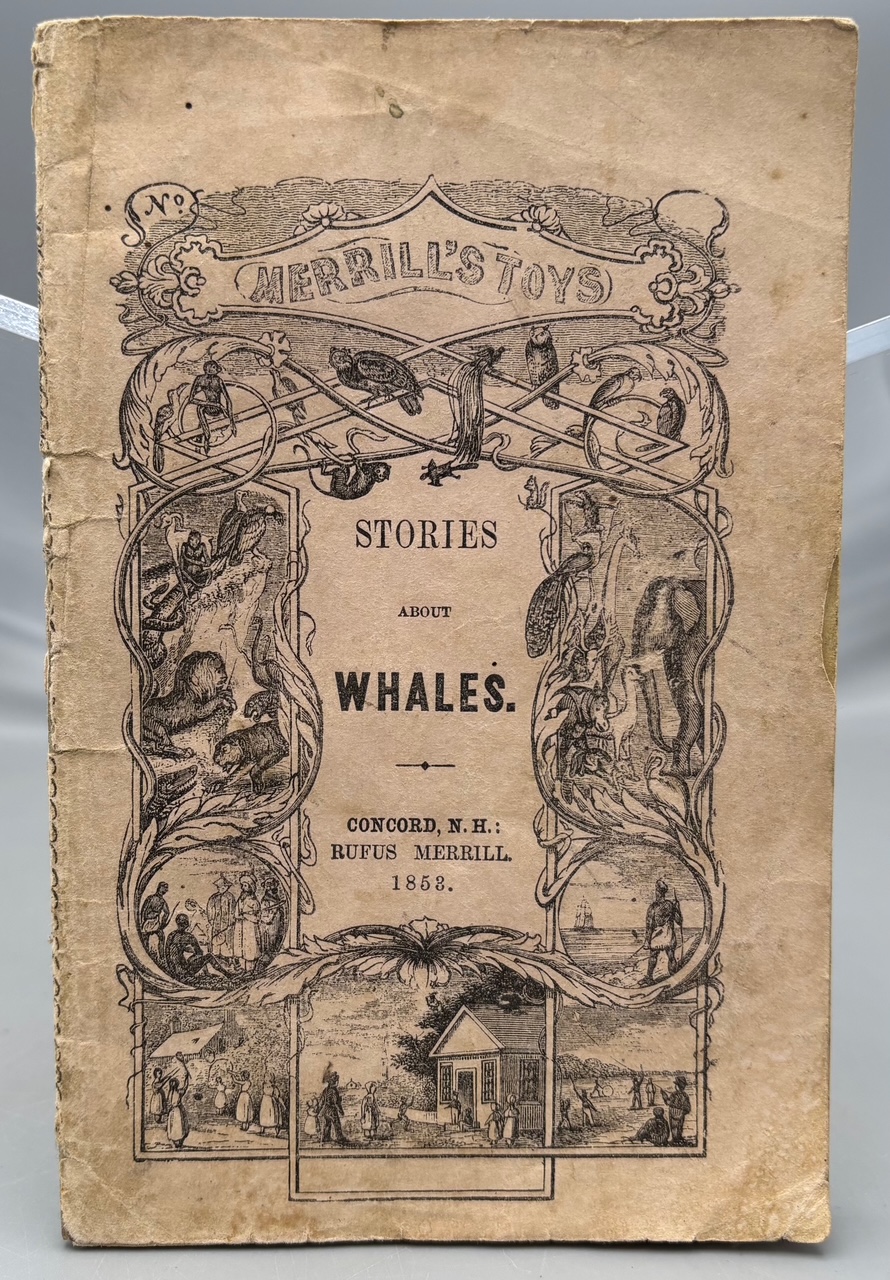 No.
MERRILL'S TOYS
STORIES
ABOUT
WHALES.
CONCORD, N. H.:
RUFUS MERRILL.
1853.